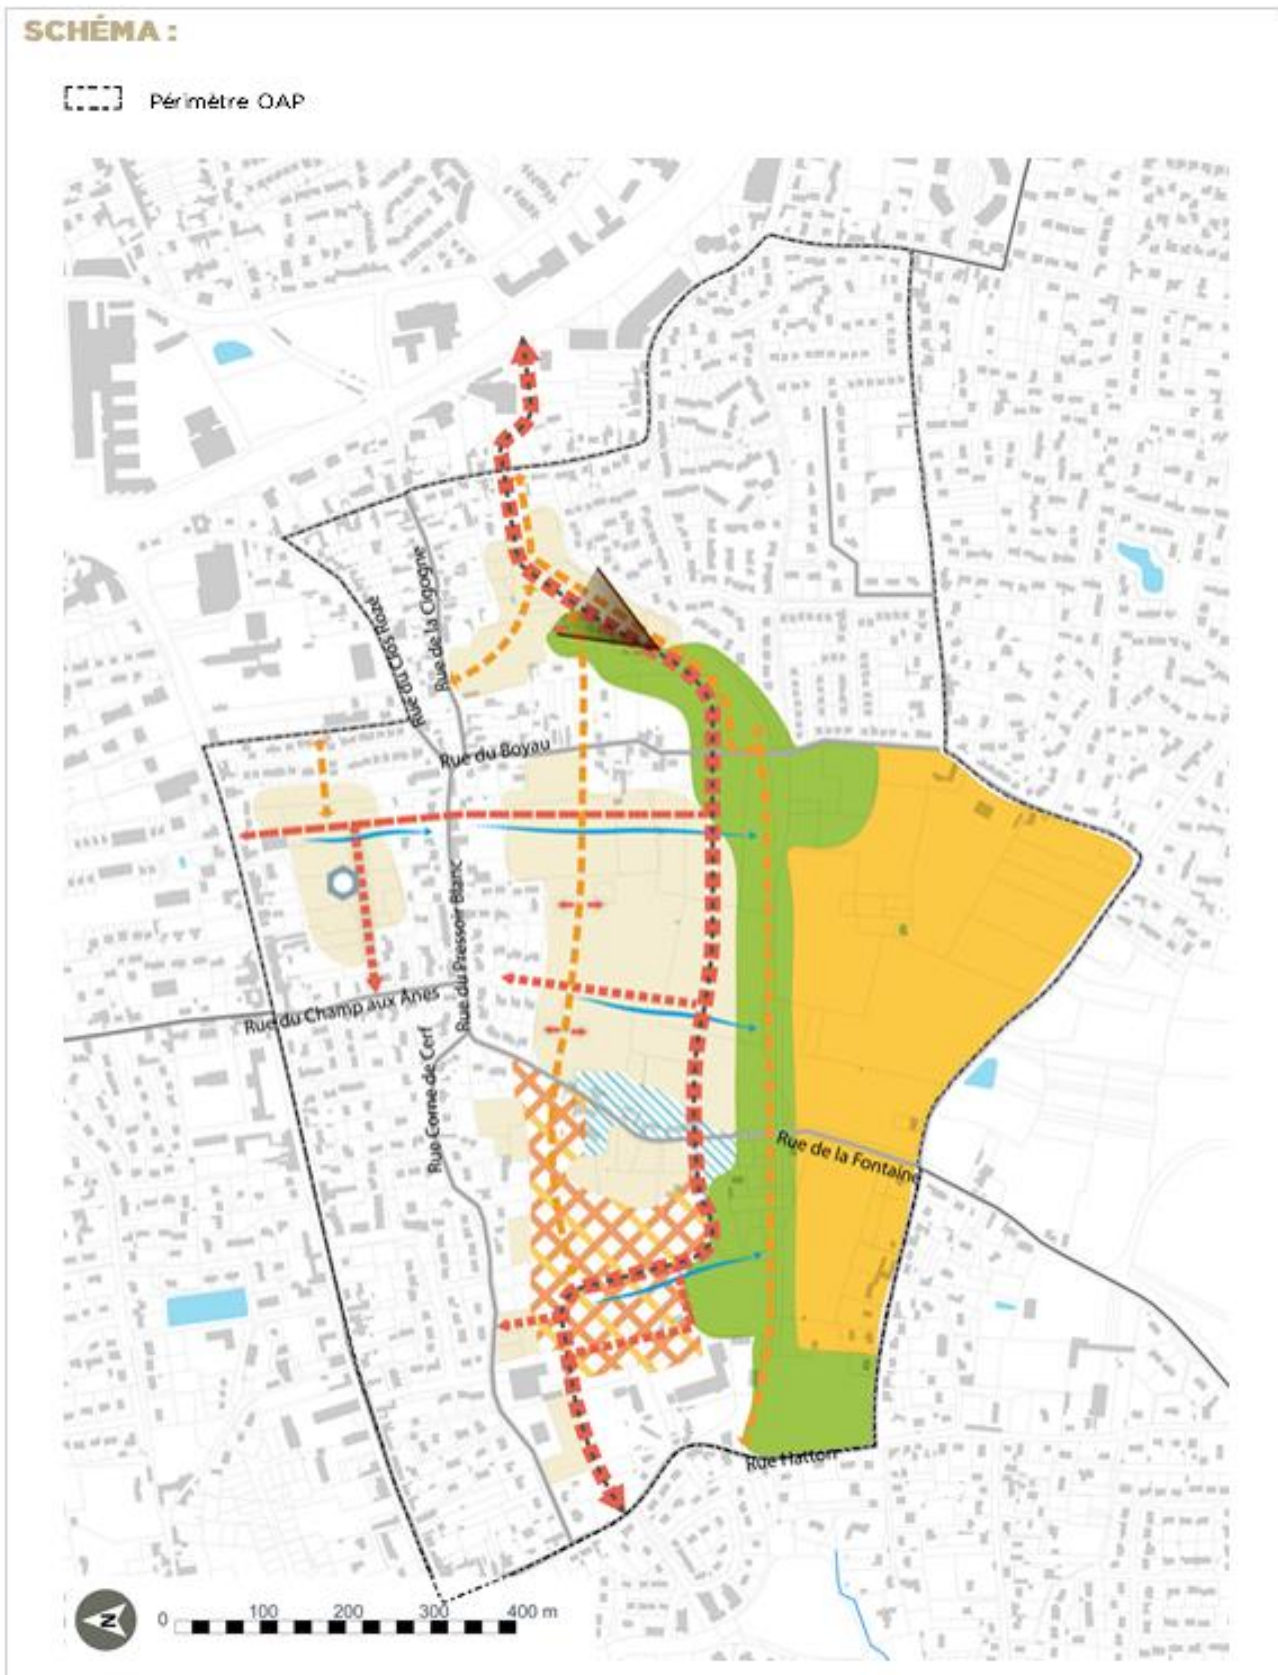 SCHÉMA :
Périmètre OAP
Rue de la Cigogne
Rue du Clos Rozé
Rue du Boyau
Rue du Pressoir Blanc
Rue du Champ aux Anes
Rue Corne de Cerf
Rue de la Fontaine
Rue Hatton
N
0 100 200 300 400 m